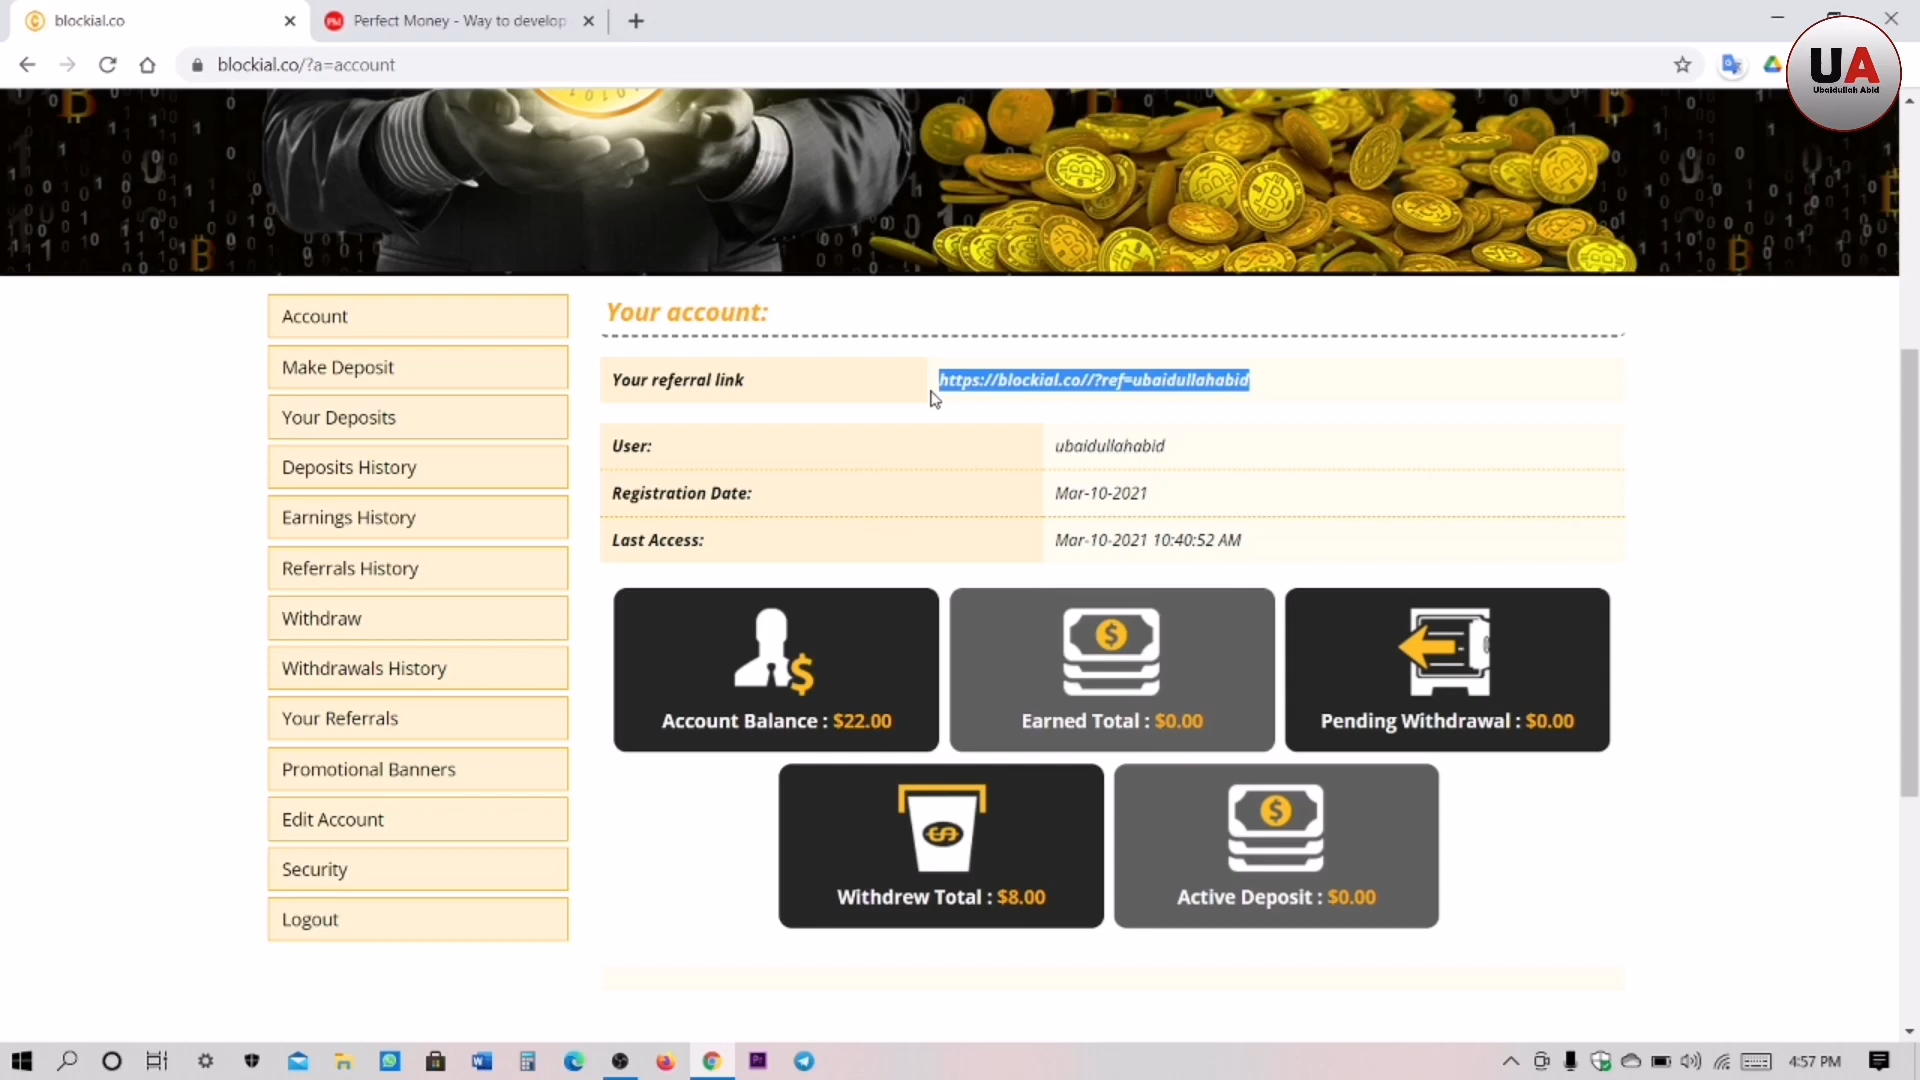 blockial.co
Perfect Money - Way to develop
blockial.co/?a=account
UA
Ubaidullah Abid
Account
Make Deposit
Your Deposits
Deposits History
Earnings History
Referrals History
Withdraw
Withdrawals History
Your Referrals
Promotional Banners
Edit Account
Security
Logout
Your account:
Your referral link
https://blockial.co//?ref=ubaidullahabid
User:
ubaidullahabid
Registration Date:
Mar-10-2021
Last Access:
Mar-10-2021 10:40:52 AM
Account Balance : $22.00
Earned Total : $0.00
Pending Withdrawal : $0.00
Withdrew Total : $8.00
Active Deposit : $0.00
4:57 PM